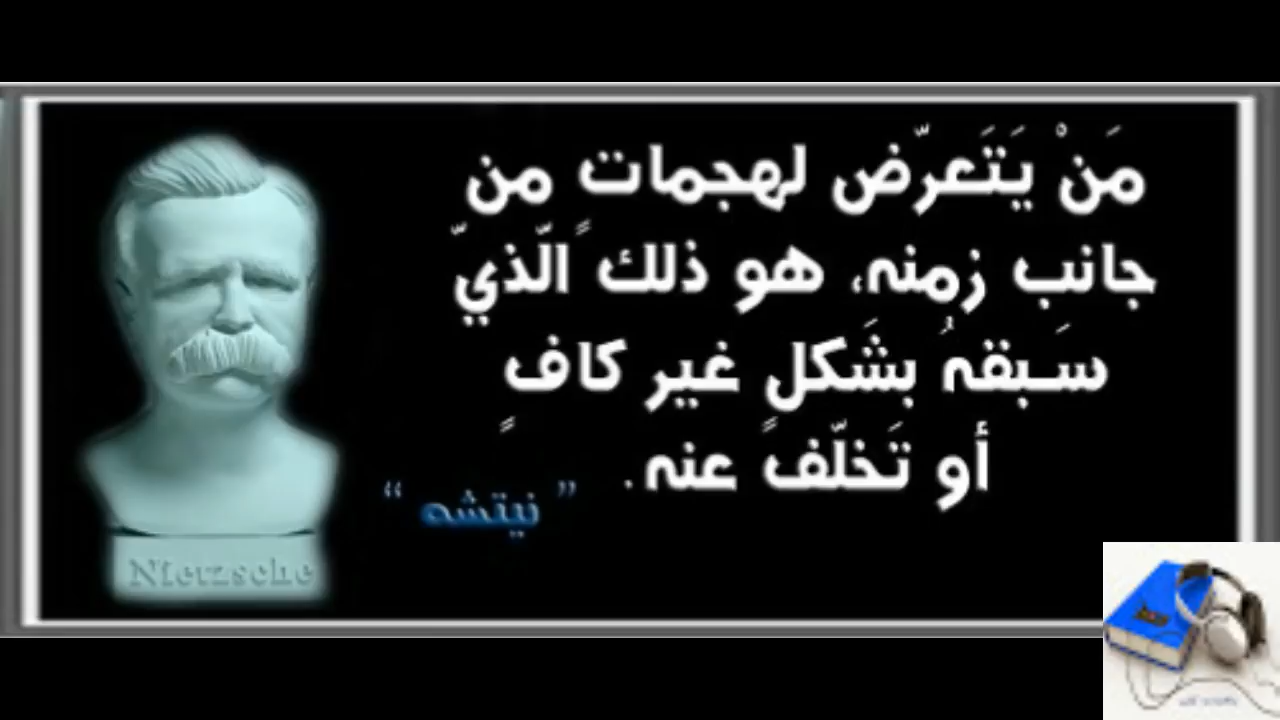 مَنْ يَتَعرّض لهجمات من
جانب زمنه، هو ذلك ًالّذيّ
سَبقهُ بشَكلٍ غير كافٍ
أو تَخلّفَ عنه.
” نيتشه “
Nietzsche